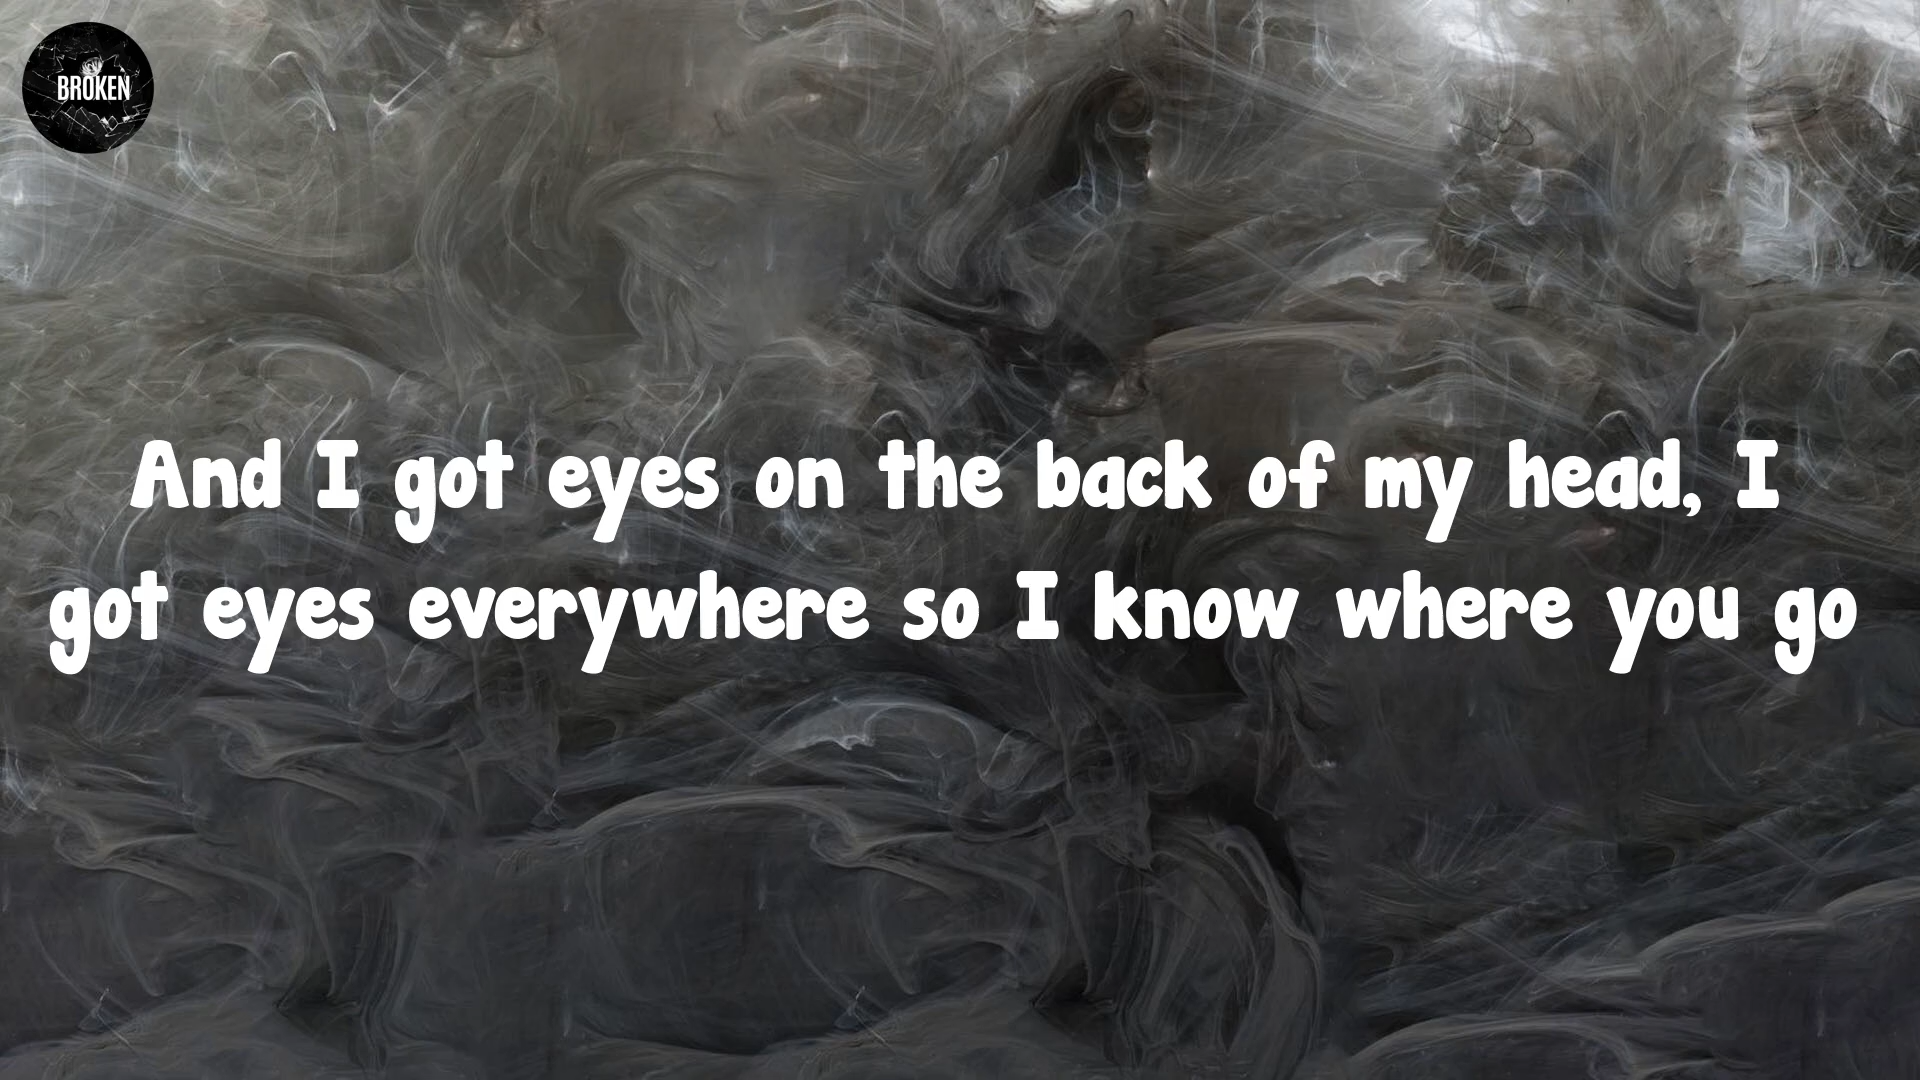 BROKEN
And I got eyes on the back of my head, I
got eyes everywhere so I know where you go